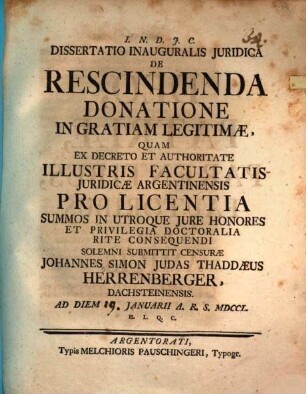 I. N. D. J. C.
DISSERTATIO INAUGURALIS JURIDICA
DE
RESCINDENDA
DONATIONE
IN GRATIAM LEGITIMÆ,
QUAM
EX DECRETO ET AUTHORITATE
ILLUSTRIS FACULTATIS
JURIDICÆ ARGENTINENSIS
PRO LICENTIA
SUMMOS IN UTROQUE JURE HONORES
ET PRIVILEGIA DOCTORALIA
RITE CONSEQUENDI
SOLEMNI SUBMITTIT CENSURÆ
JOHANNES SIMON JUDAS THADDÆUS
HERRENBERGER,
DACHSTEINENSIS.
AD DIEM 19. JANUARII A. R. S. MDCCL.
H. L. Q. C.
ARGENTORATI,
Typis MELCHIORIS PAUSCHINGERI, Typogr.